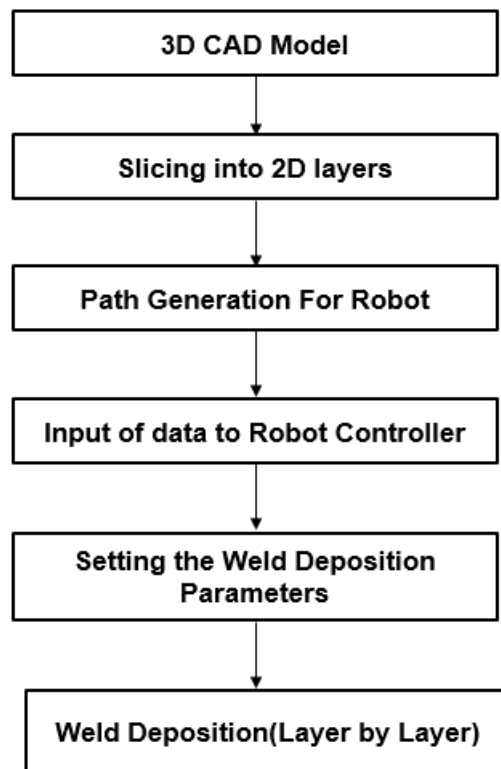 3D CAD Model
Slicing into 2D layers
Path Generation For Robot
Input of data to Robot Controller
Setting the Weld Deposition
Parameters
Weld Deposition(Layer by Layer)